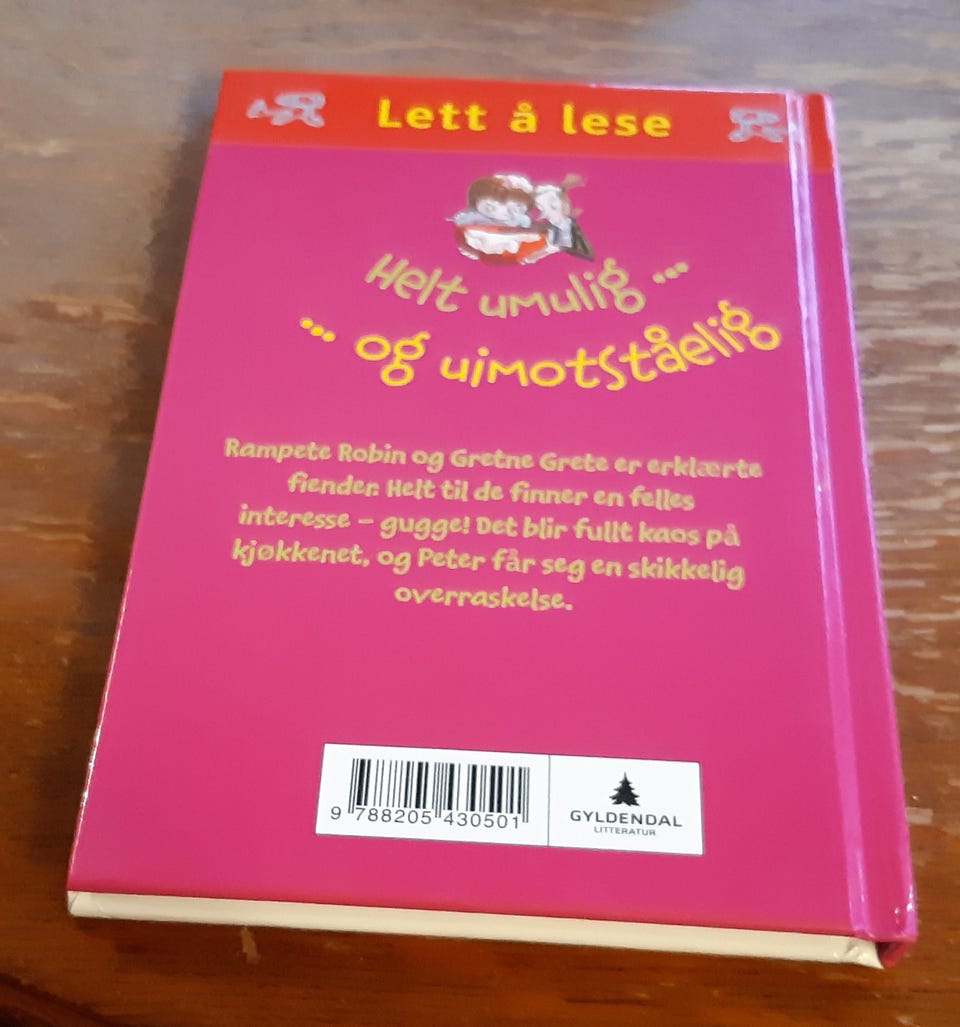 Lett å lese
Helt umulig ...
... og uimotståelig
Rampete Robin og Gretne Grete er erklærte
fiender. Helt til de finner en felles
interesse – gugge! Det blir fullt kaos på
kjøkkenet, og Peter får seg en skikkelig
overraskelse.
9 788205 430501
GYLDENDAL
LITTERATUR